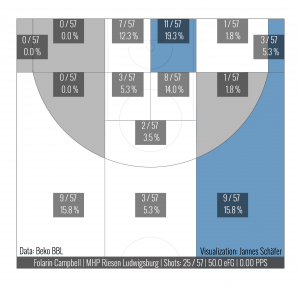 0 / 57
0.0 %
7 / 57
12.3 %
11 / 57
19.3 %
1 / 57
1.8 %
0 / 57
0.0 %
3 / 57
5.3 %
0 / 57
0.0 %
3 / 57
5.3 %
8 / 57
14.0 %
1 / 57
1.8 %
2 / 57
3.5 %
9 / 57
15.8 %
3 / 57
5.3 %
9 / 57
15.8 %
Data: Beko BBL
Visualization: Jannes Schäfer
Folarin Campbell | MHP Riesen Ludwigsburg | Shots: 25 / 57 | 50.0 eFG | 0.00 PPS